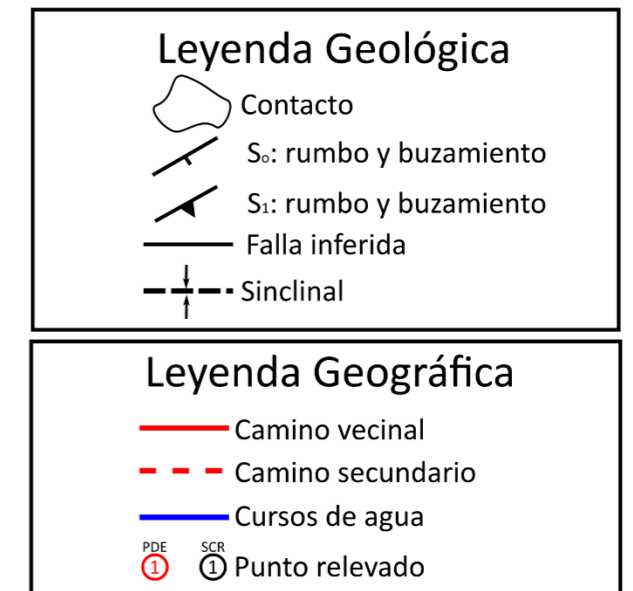 Leyenda Geológica
Contacto
Sₒ: rumbo y buzamiento
S₁: rumbo y buzamiento
Falla inferida
Sinclinal
Leyenda Geográfica
Camino vecinal
Camino secundario
Cursos de agua
PDE SCR
1 1 Punto relevado